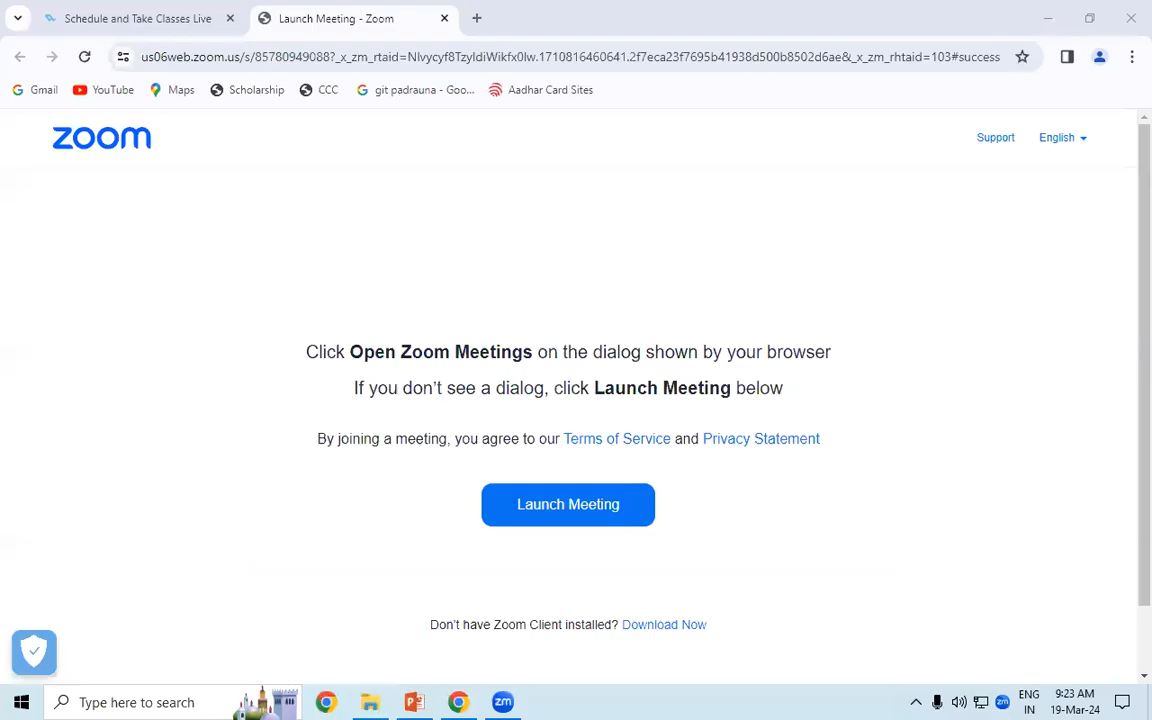 Schedule and Take Classes Live
Launch Meeting - Zoom
us06web.zoom.us/s/85780949088?_x_zm_rtaid=Nlvycyf8TzyIdiWikfx0lw.1710816460641.2f7eca23f7695b41938d500b8502d6ae&_x_zm_rhtaid=103#success
Gmail YouTube Maps Scholarship CCC git padrauna - Goo... Aadhar Card Sites
zoom
Support English
Click Open Zoom Meetings on the dialog shown by your browser
If you don't see a dialog, click Launch Meeting below
By joining a meeting, you agree to our Terms of Service and Privacy Statement
Launch Meeting
Don't have Zoom Client installed? Download Now
Type here to search
zm
zm
ENG
IN
9:23 AM
19-Mar-24